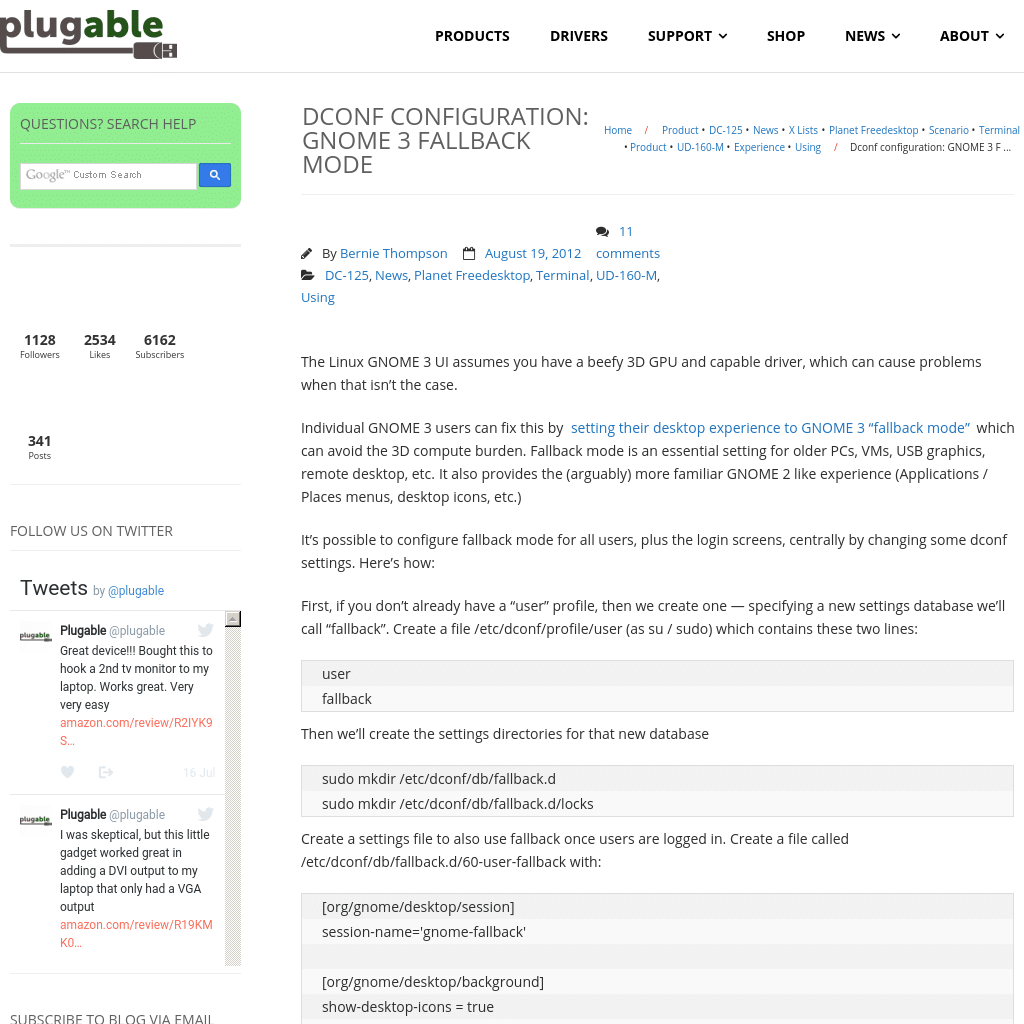 plugable
PRODUCTS DRIVERS SUPPORT SHOP NEWS ABOUT
QUESTIONS? SEARCH HELP
Google™ Custom Search
1128 2534 6162
Followers Likes Subscribers
341
Posts
FOLLOW US ON TWITTER
Tweets by @plugable
Plugable @plugable
Great device!!! Bought this to
hook a 2nd tv monitor to my
laptop. Works great. Very
very easy
amazon.com/review/R2IYK9
S…
16 Jul
Plugable @plugable
I was skeptical, but this little
gadget worked great in
adding a DVI output to my
laptop that only had a VGA
output
amazon.com/review/R19KM
K0…
SUBSCRIBE TO BLOG VIA EMAIL
DCONF CONFIGURATION:
GNOME 3 FALLBACK
MODE
Home / Product • DC-125 • News • X Lists • Planet Freedesktop • Scenario • Terminal
• Product • UD-160-M • Experience • Using / Dconf configuration: GNOME 3 F ...
11
By Bernie Thompson August 19, 2012 comments
DC-125, News, Planet Freedesktop, Terminal, UD-160-M,
Using
The Linux GNOME 3 UI assumes you have a beefy 3D GPU and capable driver, which can cause problems
when that isn’t the case.
Individual GNOME 3 users can fix this by setting their desktop experience to GNOME 3 “fallback mode” which
can avoid the 3D compute burden. Fallback mode is an essential setting for older PCs, VMs, USB graphics,
remote desktop, etc. It also provides the (arguably) more familiar GNOME 2 like experience (Applications /
Places menus, desktop icons, etc.)
It’s possible to configure fallback mode for all users, plus the login screens, centrally by changing some dconf
settings. Here’s how:
First, if you don’t already have a “user” profile, then we create one — specifying a new settings database we’ll
call “fallback”. Create a file /etc/dconf/profile/user (as su / sudo) which contains these two lines:
user
fallback
Then we’ll create the settings directories for that new database
sudo mkdir /etc/dconf/db/fallback.d
sudo mkdir /etc/dconf/db/fallback.d/locks
Create a settings file to also use fallback once users are logged in. Create a file called
/etc/dconf/db/fallback.d/60-user-fallback with:
[org/gnome/desktop/session]
session-name='gnome-fallback'
[org/gnome/desktop/background]
show-desktop-icons = true